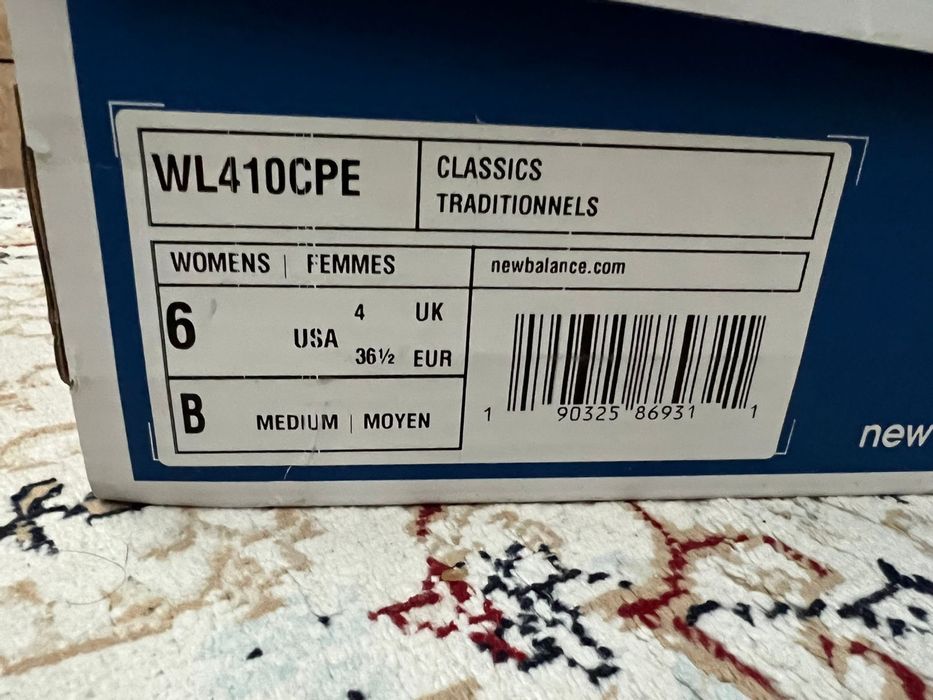 WL410CPE
CLASSICS
TRADITIONNELS
WOMENS | FEMMES
newbalance.com
6 USA
4 UK
36½ EUR
B MEDIUM | MOYEN
1 90325 86931 1
new